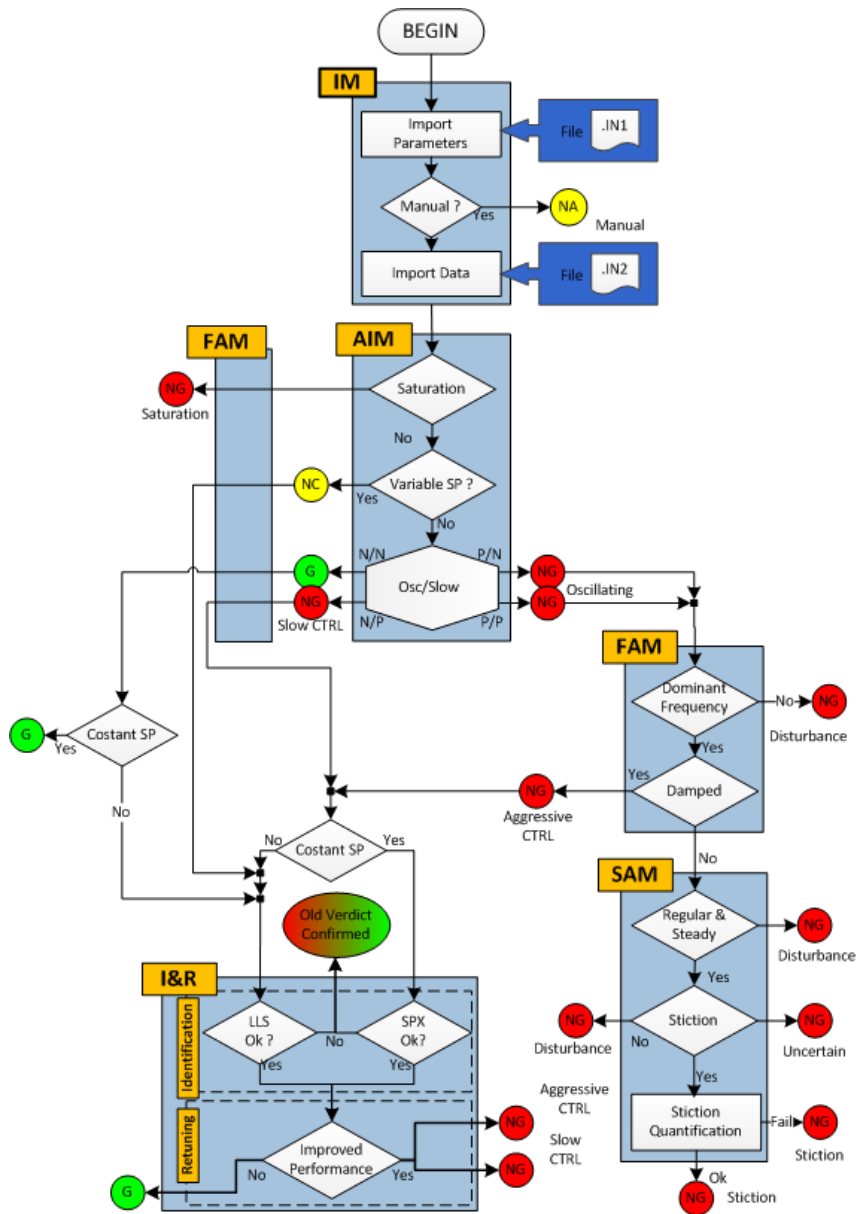 BEGIN
IM
Import
Parameters
File
.IN1
Manual ?
Yes
NA
Manual
Import Data
File
.IN2
FAM
AIM
NG
Saturation
Saturation
No
NC
Yes
Variable SP ?
No
N/N
P/N
G
Osc/Slow
NG
Oscillating
NG
N/P
P/P
NG
Slow CTRL
FAM
Dominant
Frequency
No
NG
Disturbance
Yes
G
Yes
Costant SP
Yes
Damped
NG
Aggressive
CTRL
No
No
Costant SP
Yes
No
SAM
Old Verdict
Confirmed
Regular &
Steady
NG
Disturbance
Yes
I&R
Identification
LLS
Ok ?
No
SPX
Ok?
Yes
Yes
NG
No
Stiction
NG
Disturbance
Uncertain
Yes
Aggressive
CTRL
Stiction
Quantification
Fail
NG
Stiction
Retuning
Improved
Performance
No
Yes
NG
Slow
CTRL
NG
G
Ok
NG
Stiction